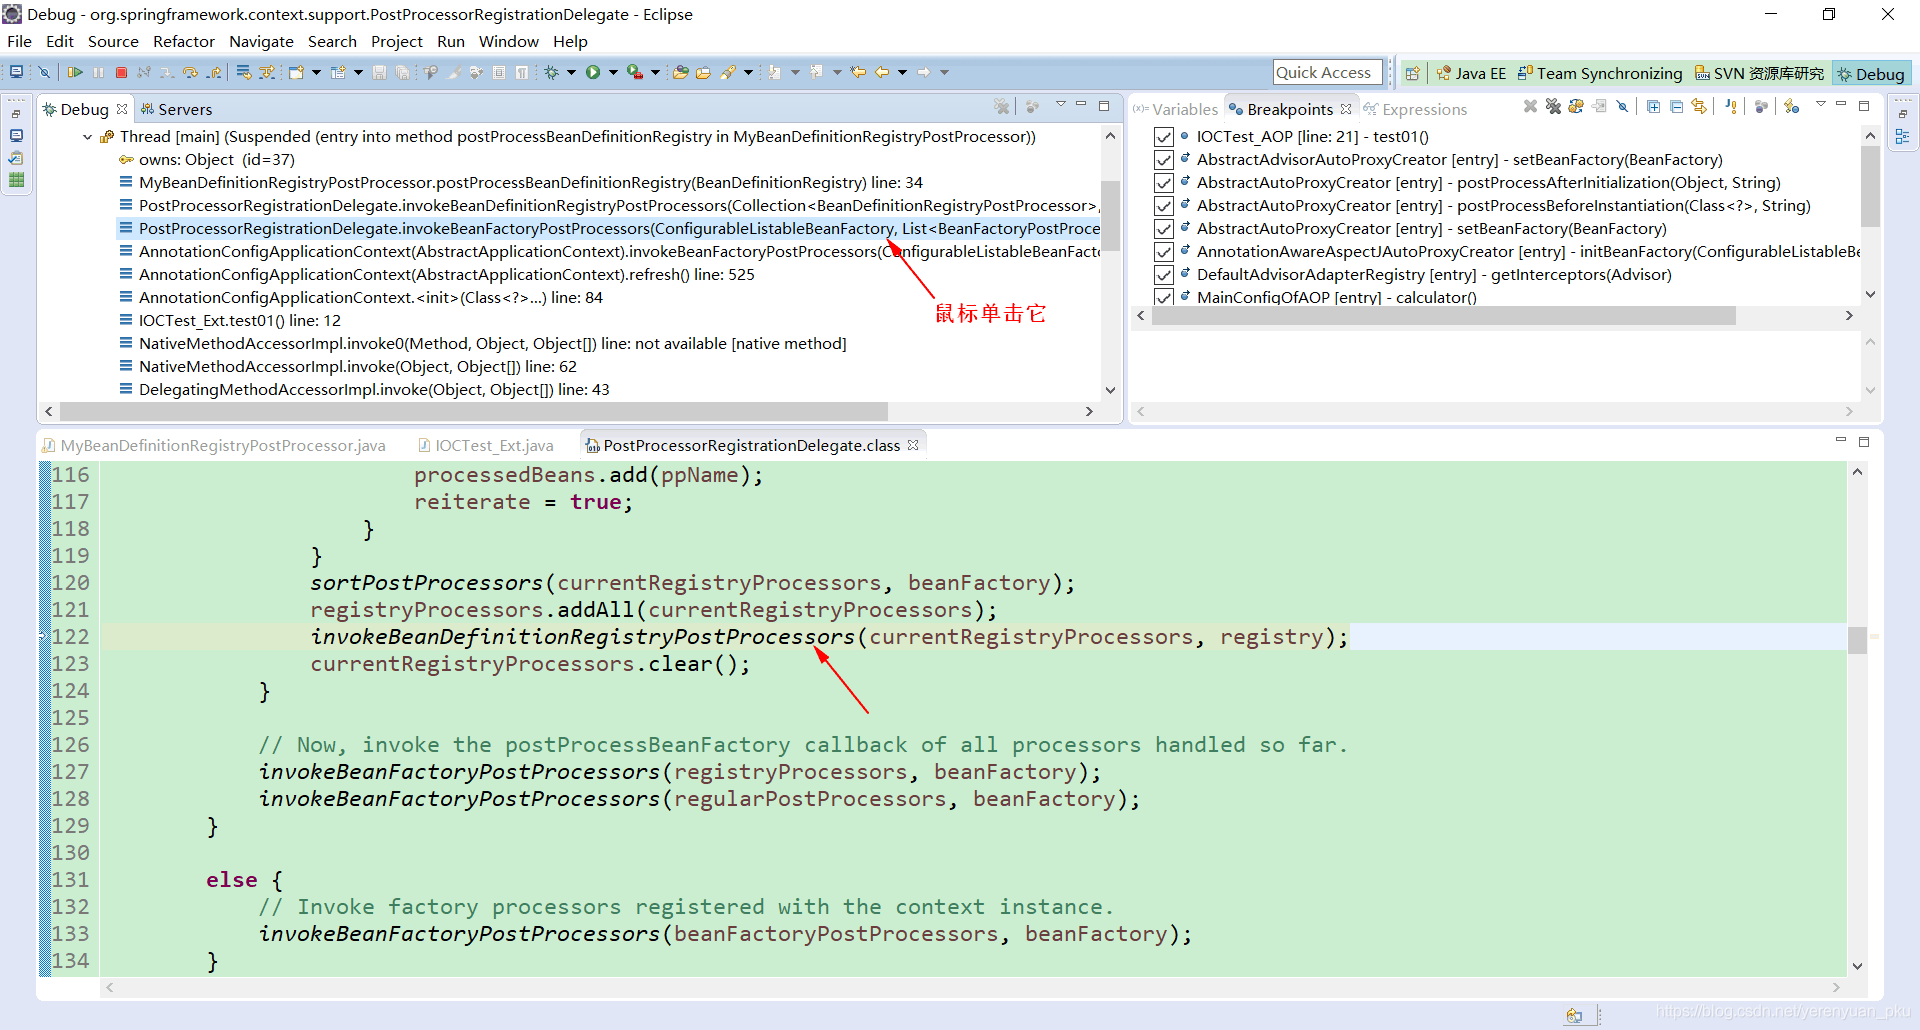 Debug - org.springframework.context.support.PostProcessorRegistrationDelegate - Eclipse
File Edit Source Refactor Navigate Search Project Run Window Help
Quick Access
Java EE
Team Synchronizing
SVN 资源库研究
Debug
Debug
Servers
Thread [main] (Suspended (entry into method postProcessBeanDefinitionRegistry in MyBeanDefinitionRegistryPostProcessor))
owns: Object (id=37)
MyBeanDefinitionRegistryPostProcessor.postProcessBeanDefinitionRegistry(BeanDefinitionRegistry) line: 34
PostProcessorRegistrationDelegate.invokeBeanDefinitionRegistryPostProcessors(Collection<BeanDefinitionRegistryPostProcessor>,
PostProcessorRegistrationDelegate.invokeBeanFactoryPostProcessors(ConfigurableListableBeanFactory, List<BeanFactoryPostProce
AnnotationConfigApplicationContext(AbstractApplicationContext).invokeBeanFactoryPostProcessors(ConfigurableListableBeanFact
AnnotationConfigApplicationContext(AbstractApplicationContext).refresh() line: 525
AnnotationConfigApplicationContext.<init>(Class<?>...) line: 84
IOCTest_Ext.test01() line: 12
NativeMethodAccessorImpl.invoke0(Method, Object, Object[]) line: not available [native method]
NativeMethodAccessorImpl.invoke(Object, Object[]) line: 62
DelegatingMethodAccessorImpl.invoke(Object, Object[]) line: 43
鼠标单击它
(x)= Variables
Breakpoints
Expressions
IOCTest_AOP [line: 21] - test01()
AbstractAdvisorAutoProxyCreator [entry] - setBeanFactory(BeanFactory)
AbstractAutoProxyCreator [entry] - postProcessAfterInitialization(Object, String)
AbstractAutoProxyCreator [entry] - postProcessBeforeInstantiation(Class<?>, String)
AbstractAutoProxyCreator [entry] - setBeanFactory(BeanFactory)
AnnotationAwareAspectJAutoProxyCreator [entry] - initBeanFactory(ConfigurableListableBe
DefaultAdvisorAdapterRegistry [entry] - getInterceptors(Advisor)
MainConfigOfAOP [entry] - calculator()
MyBeanDefinitionRegistryPostProcessor.java
IOCTest_Ext.java
PostProcessorRegistrationDelegate.class
116 processedBeans.add(ppName);
117 reiterate = true;
118 }
119 }
120 sortPostProcessors(currentRegistryProcessors, beanFactory);
121 registryProcessors.addAll(currentRegistryProcessors);
122 invokeBeanDefinitionRegistryPostProcessors(currentRegistryProcessors, registry);
123 currentRegistryProcessors.clear();
124 }
125
126 // Now, invoke the postProcessBeanFactory callback of all processors handled so far.
127 invokeBeanFactoryPostProcessors(registryProcessors, beanFactory);
128 invokeBeanFactoryPostProcessors(regularPostProcessors, beanFactory);
129 }
130
131 else {
132 // Invoke factory processors registered with the context instance.
133 invokeBeanFactoryPostProcessors(beanFactoryPostProcessors, beanFactory);
134 }
https://blog.csdn.net/yerenyuan_pku